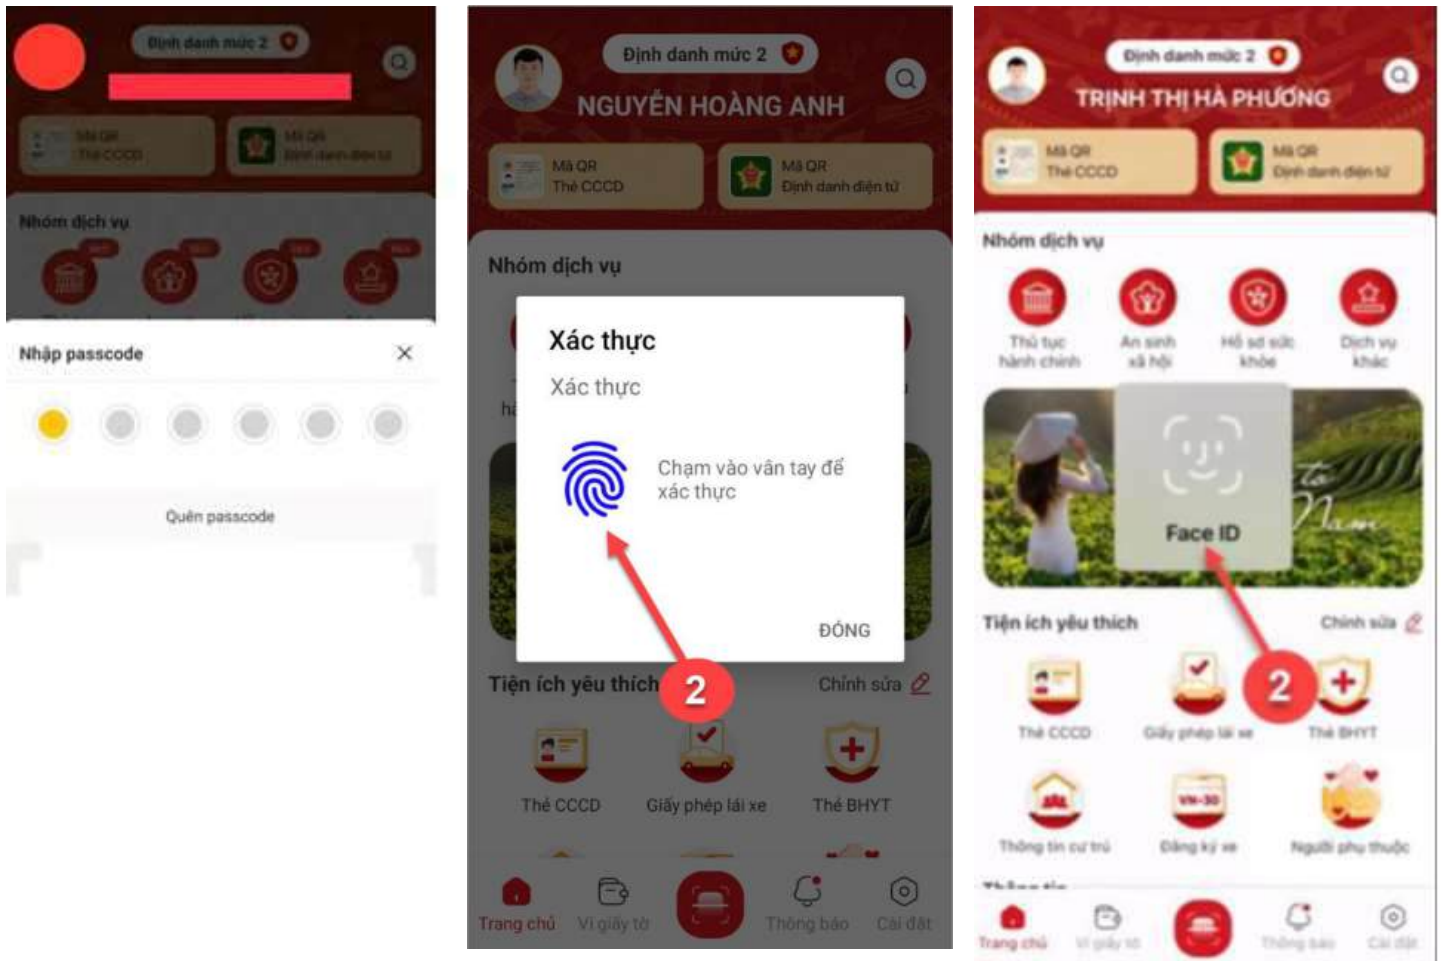 Định danh mức 2
Mã QR
Thẻ CCCD
Mã QR
Định danh điện tử
Nhóm dịch vụ
Nhập passcode
Quên passcode
Định danh mức 2
NGUYỄN HOÀNG ANH
Mã QR
Thẻ CCCD
Mã QR
Định danh điện tử
Nhóm dịch vụ
Xác thực
Xác thực
Chạm vào vân tay để
xác thực
ĐÓNG
2
Tiện ích yêu thích
Chỉnh sửa
Thẻ CCCD
Giấy phép lái xe
Thẻ BHYT
Trang chủ
Ví giấy tờ
Thông báo
Cài đặt
Định danh mức 2
TRỊNH THỊ HÀ PHƯƠNG
Mã QR
Thẻ CCCD
Mã QR
Định danh điện tử
Nhóm dịch vụ
Thủ tục
hành chính
An sinh
xã hội
Hồ sơ sức
khỏe
Dịch vụ
khác
to
Nam
Face ID
2
Tiện ích yêu thích
Chỉnh sửa
Thẻ CCCD
Giấy phép lái xe
Thẻ BHYT
VN-30
Thông tin cư trú
Đăng ký xe
Người phụ thuộc
Thông tin
Trang chủ
Ví giấy tờ
Thông báo
Cài đặt